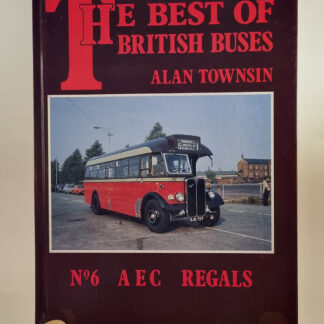 THE BEST OF
BRITISH BUSES
ALAN TOWNSIN
Nº6 AEC REGALS